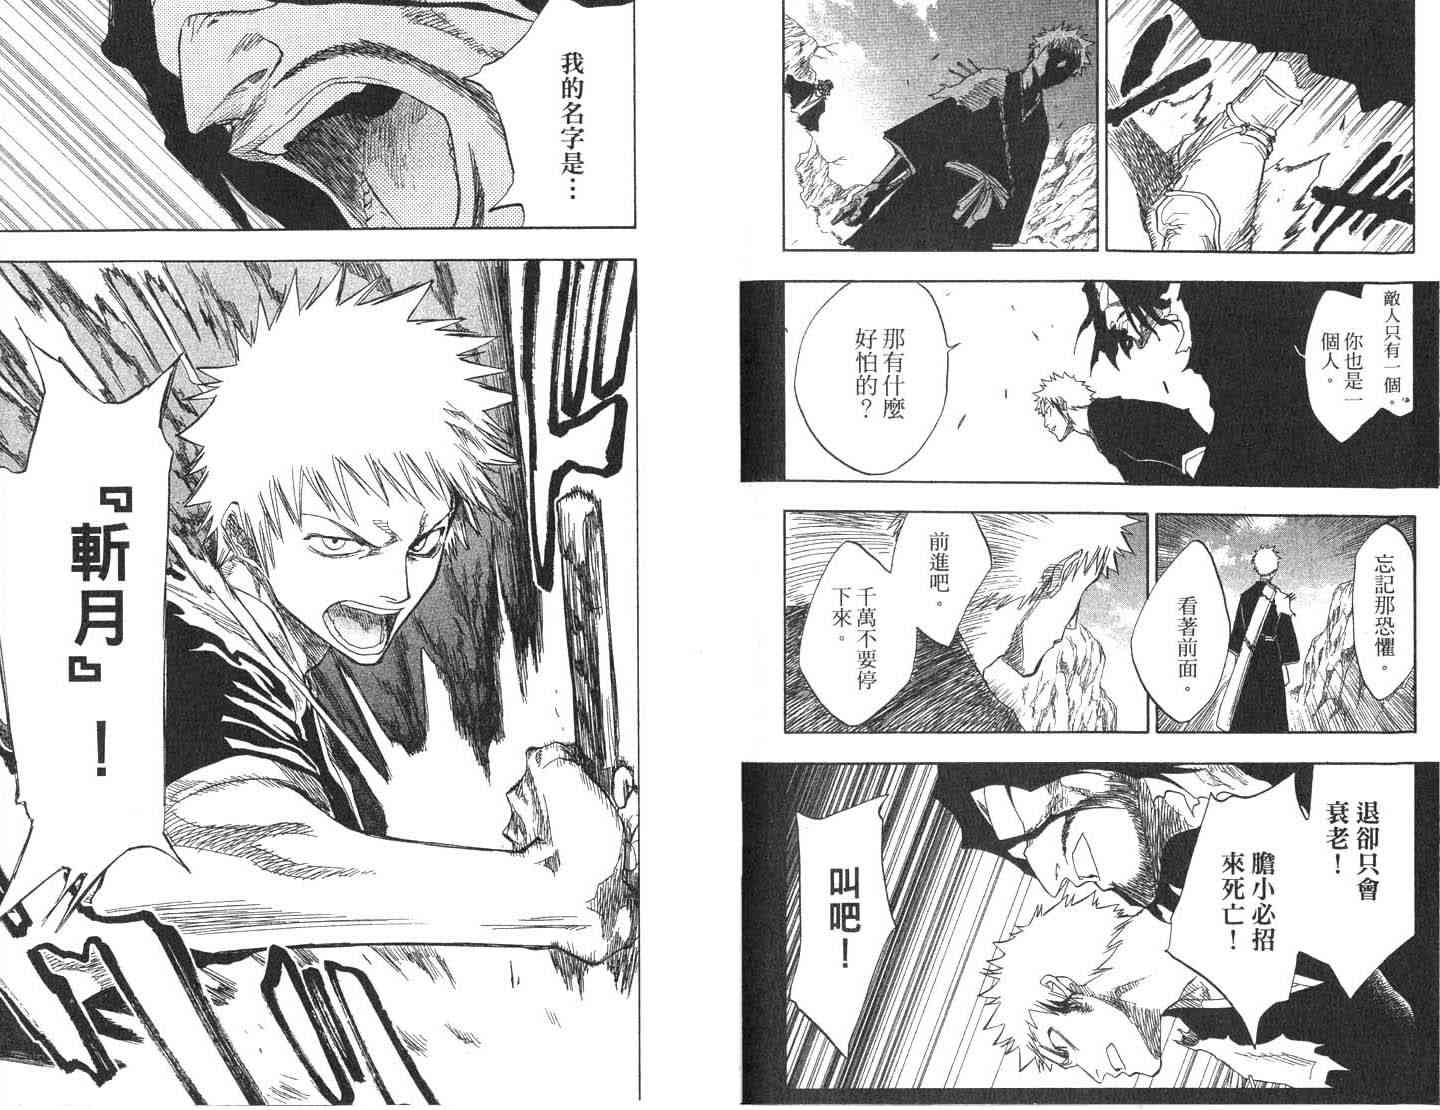 敵人只有一個。
你也是一
個人。
那有什麼
好怕的？
忘記那恐懼。
看著前面。
前進吧。
千萬不要停
下來。
退卻只會
衰老！
膽小必招
來死亡！
叫吧！
我的名字是…
『斬月』！